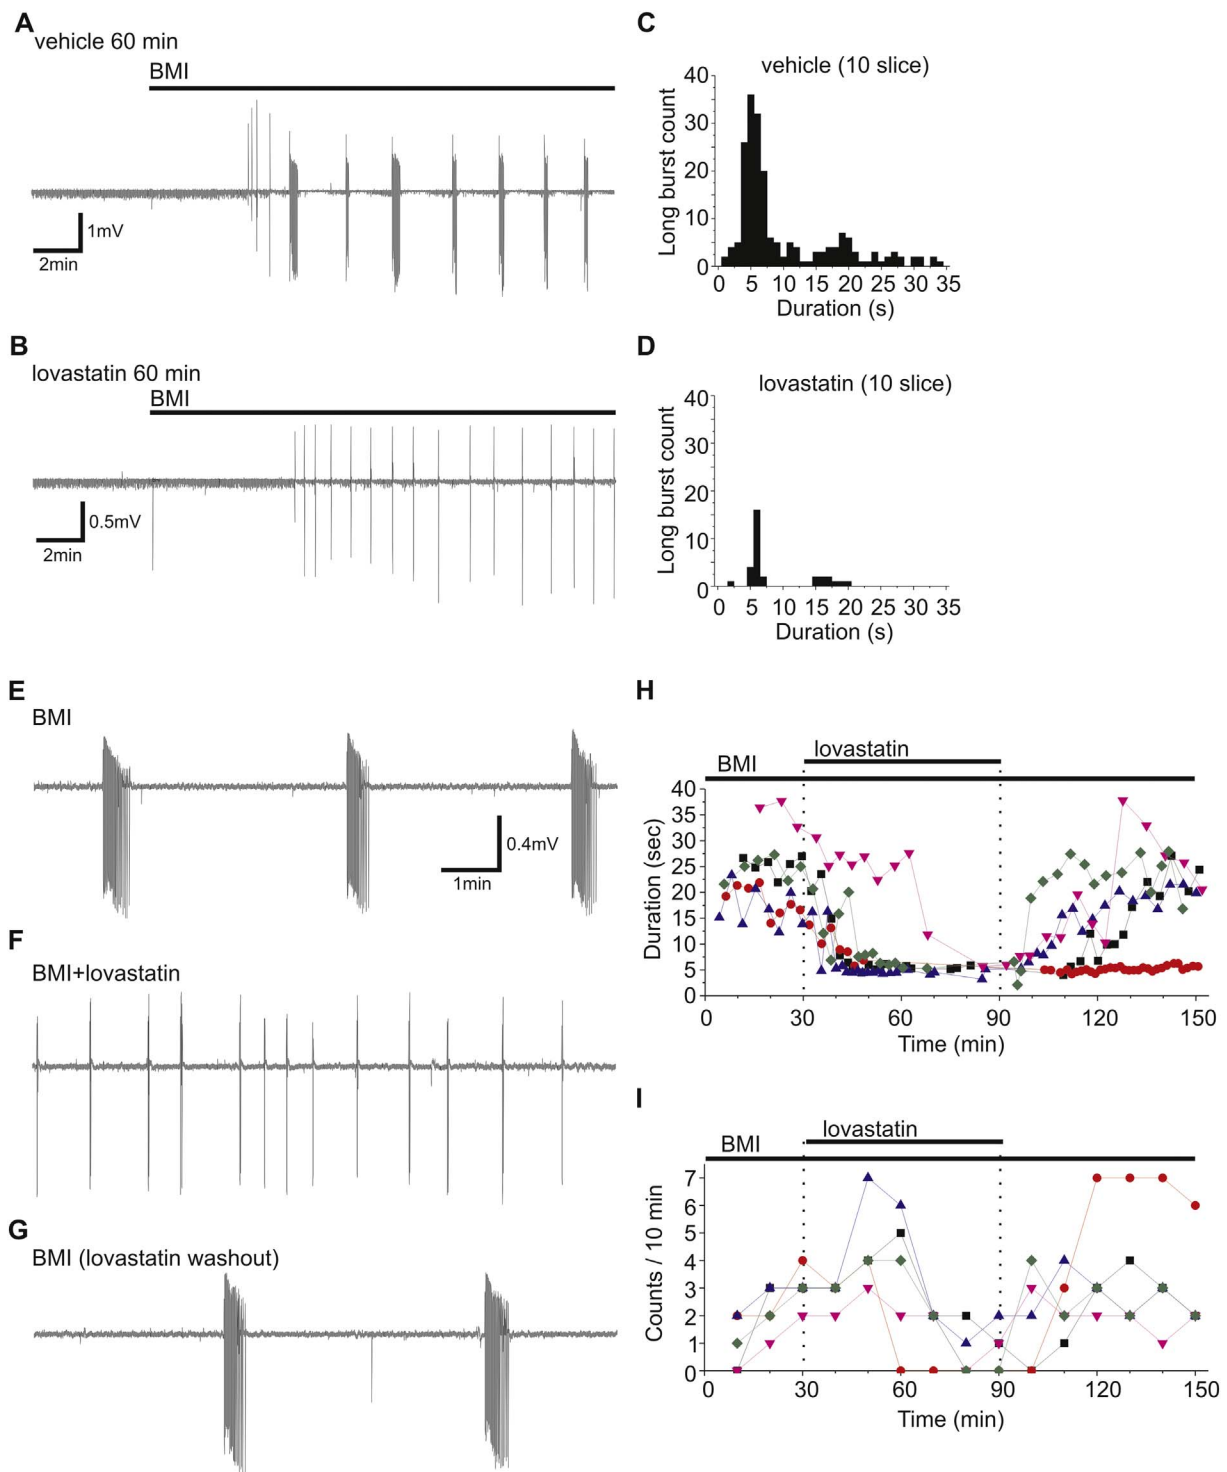 A
vehicle 60 min
BMI
1mV
2min
B
lovastatin 60 min
BMI
0.5mV
2min
C
vehicle (10 slice)
Long burst count
40
30
20
10
0
0 5 10 15 20 25 30 35
Duration (s)
D
lovastatin (10 slice)
Long burst count
40
30
20
10
0
0 5 10 15 20 25 30 35
Duration (s)
E
BMI
0.4mV
1min
F
BMI+lovastatin
G
BMI (lovastatin washout)
H
lovastatin
BMI
Duration (sec)
40
35
30
25
20
15
10
5
0
0 30 60 90 120 150
Time (min)
I
lovastatin
BMI
Counts / 10 min
7
6
5
4
3
2
1
0
0 30 60 90 120 150
Time (min)